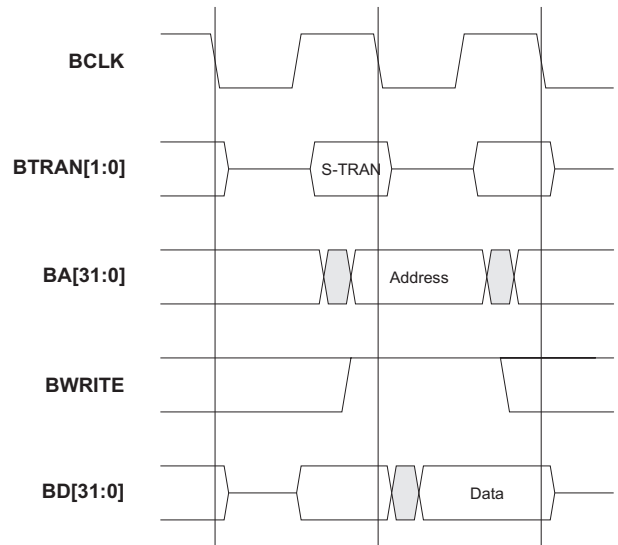 BCLK
BTRAN[1:0]
S-TRAN
BA[31:0]
Address
BWRITE
BD[31:0]
Data